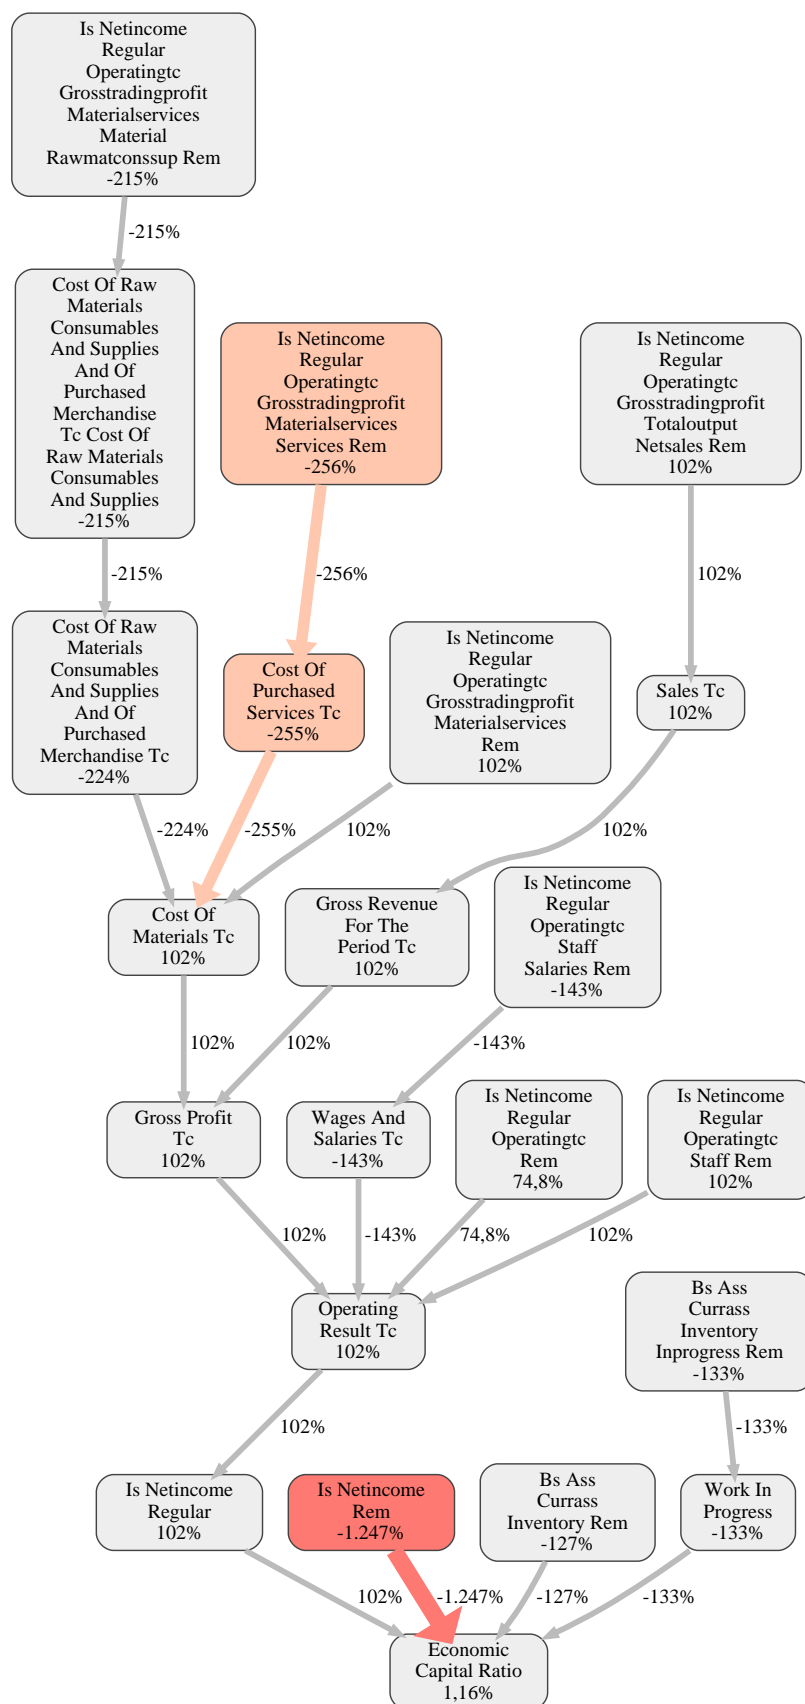 Is Netincome
Regular
Operatingtc
Grosstradingprofit
Materialservices
Material
Rawmatconssup Rem
-215%
-215%
Cost Of Raw
Materials
Consumables
And Supplies
And Of
Purchased
Merchandise
Tc Cost Of
Raw Materials
Consumables
And Supplies
-215%
Is Netincome
Regular
Operatingtc
Grosstradingprofit
Materialservices
Services Rem
-256%
Is Netincome
Regular
Operatingtc
Grosstradingprofit
Totaloutput
Netsales Rem
102%
-215%
-256%
102%
Cost Of Raw
Materials
Consumables
And Supplies
And Of
Purchased
Merchandise Tc
-224%
Cost Of
Purchased
Services Tc
-255%
Is Netincome
Regular
Operatingtc
Grosstradingprofit
Materialservices
Rem
102%
Sales Tc
102%
-224%
-255%
102%
102%
Cost Of
Materials Tc
102%
Gross Revenue
For The
Period Tc
102%
Is Netincome
Regular
Operatingtc
Staff
Salaries Rem
-143%
102%
102%
-143%
Gross Profit
Tc
102%
Wages And
Salaries Tc
-143%
Is Netincome
Regular
Operatingtc
Rem
74,8%
Is Netincome
Regular
Operatingtc
Staff Rem
102%
102%
-143%
74,8%
102%
Operating
Result Tc
102%
Bs Ass
Currass
Inventory
Inprogress Rem
-133%
102%
-133%
Is Netincome
Regular
102%
Is Netincome
Rem
-1.247%
Bs Ass
Currass
Inventory Rem
-127%
Work In
Progress
-133%
102%
-1.247%
-127%
-133%
Economic
Capital Ratio
1,16%